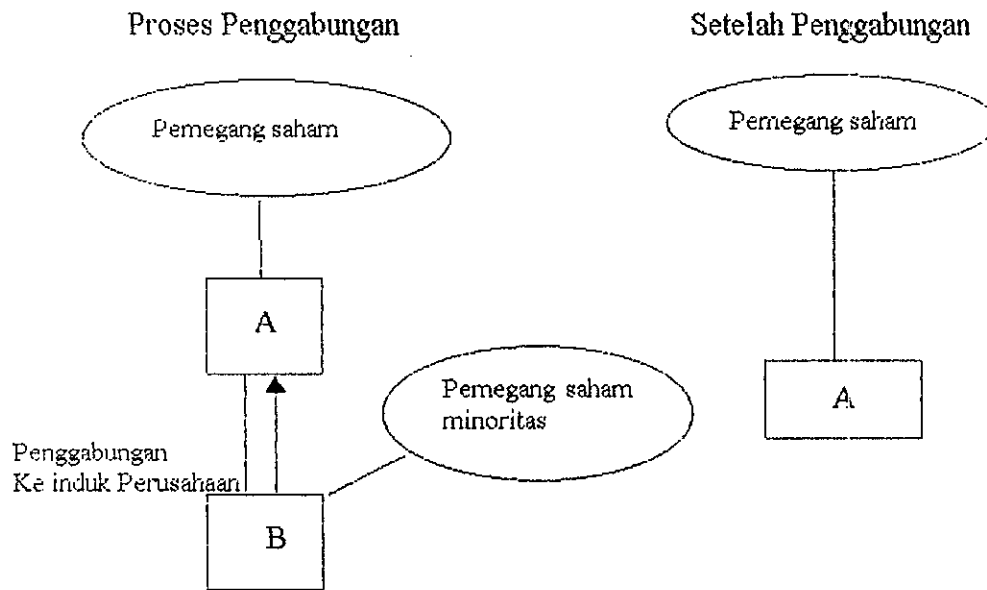 Proses Penggabungan
Setelah Penggabungan
Pemegang saham
Pemegang saham
A
Pemegang saham
minoritas
A
Penggabungan
Ke induk Perusahaan
B